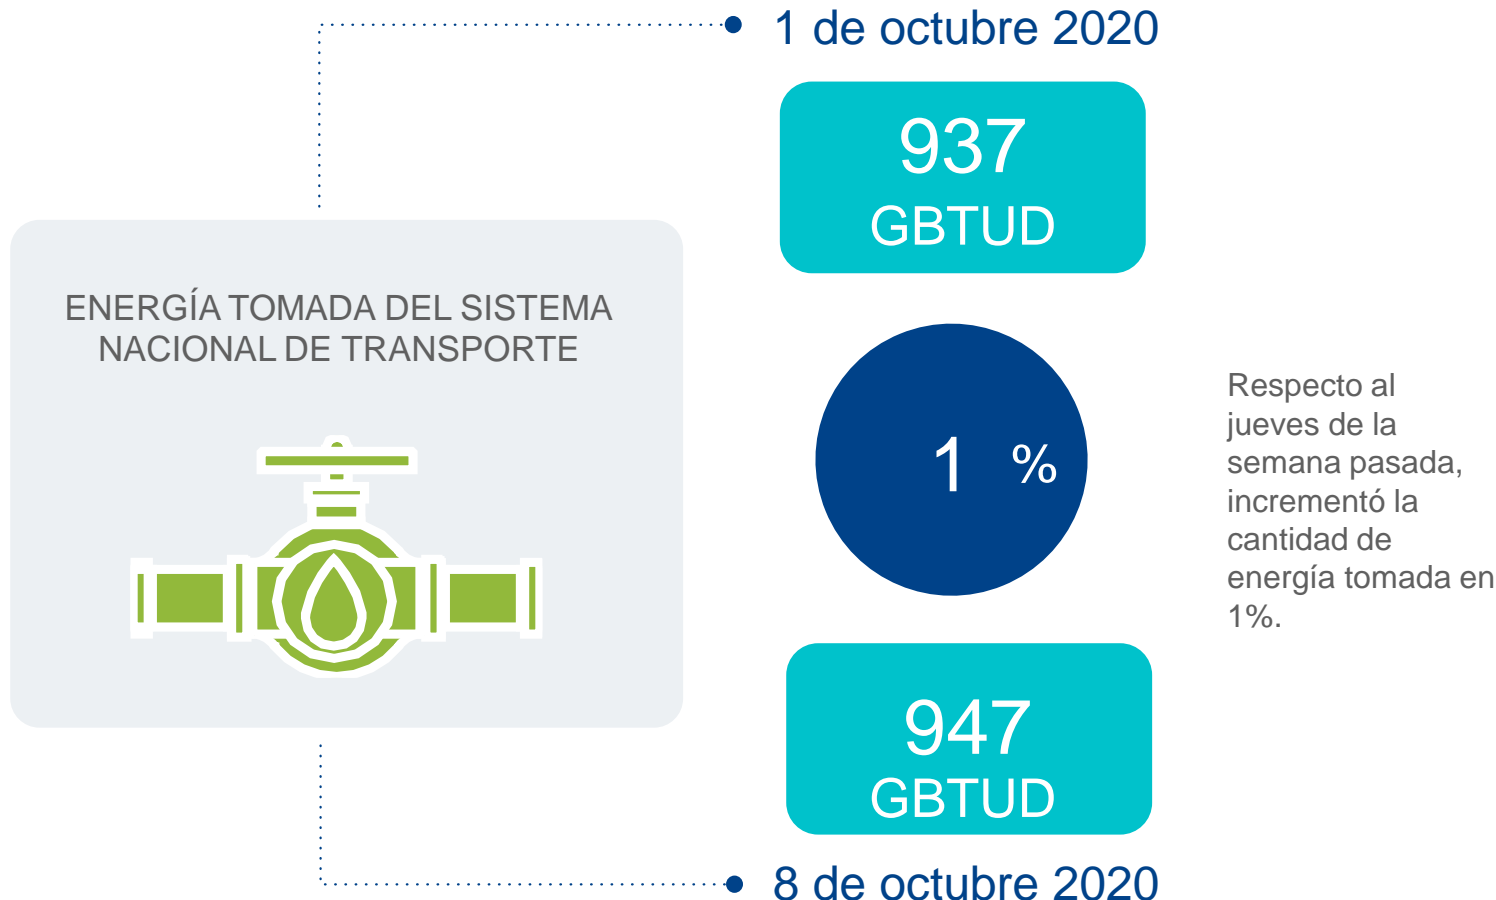 1 de octubre 2020
937
GBTUD
ENERGÍA TOMADA DEL SISTEMA
NACIONAL DE TRANSPORTE
1 %
Respecto al
jueves de la
semana pasada,
incrementó la
cantidad de
energía tomada en
1%.
947
GBTUD
8 de octubre 2020